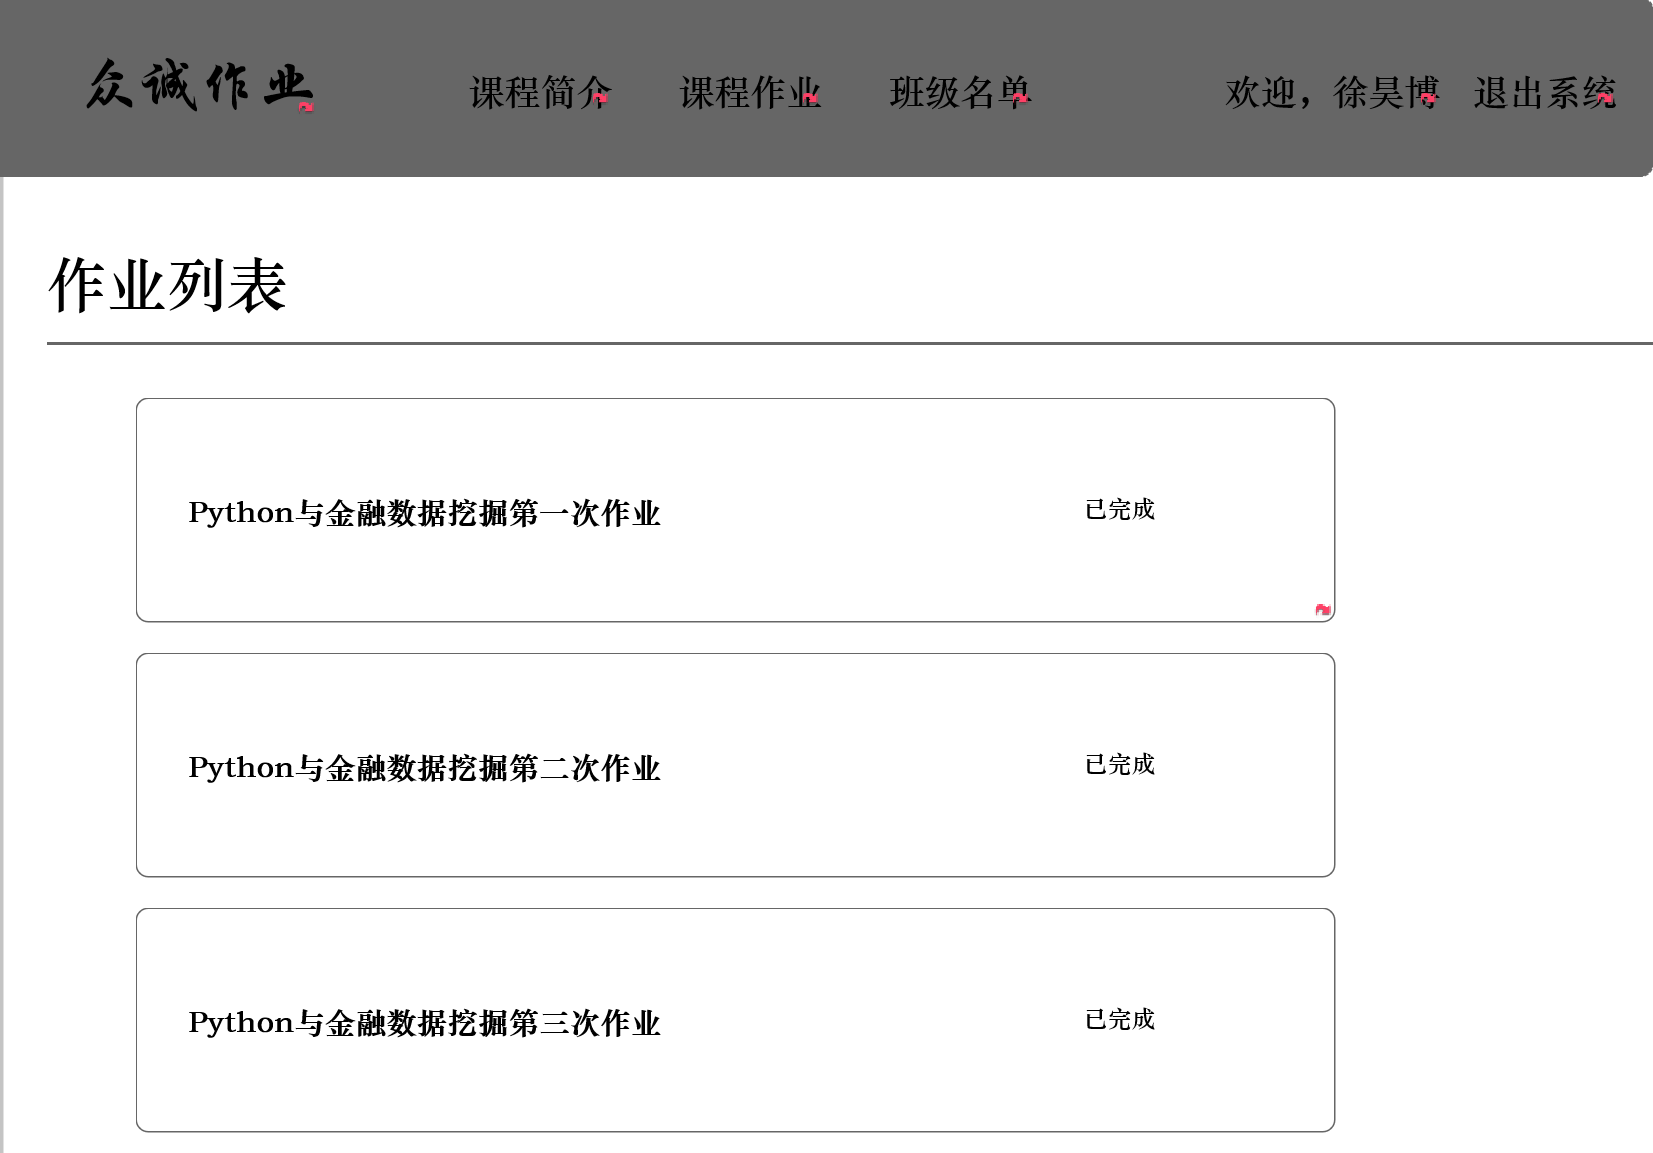 众诚作业 课程简介 课程作业 班级名单 欢迎，徐昊博 退出系统
作业列表
Python与金融数据挖掘第一次作业 已完成
Python与金融数据挖掘第二次作业 已完成
Python与金融数据挖掘第三次作业 已完成